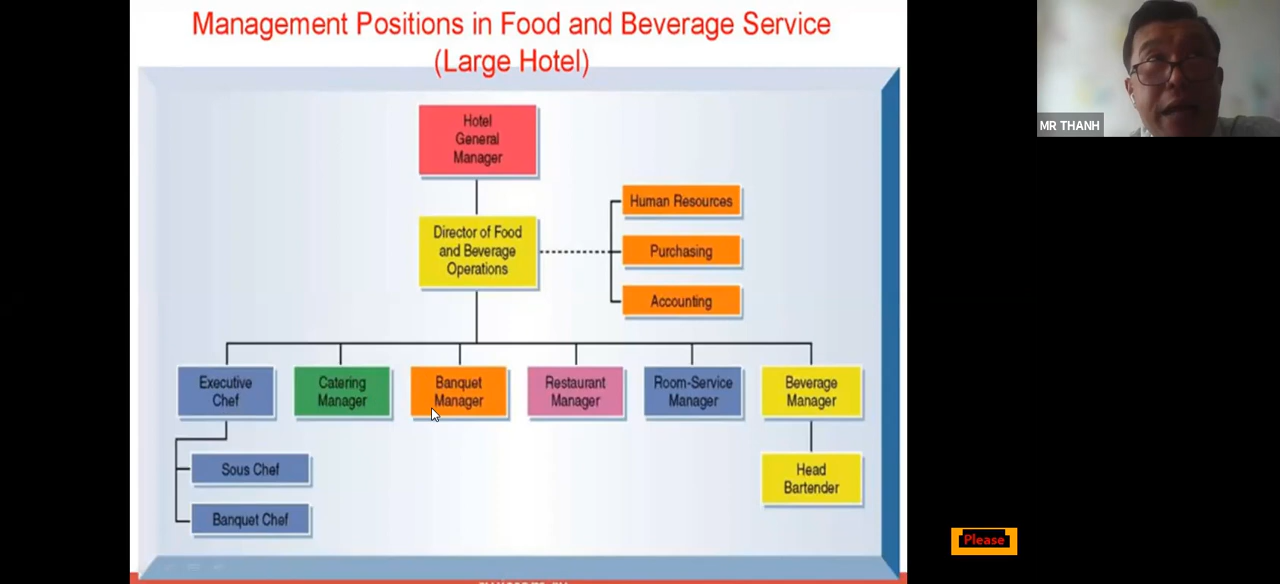 Management Positions in Food and Beverage Service
(Large Hotel)
MR THANH
Hotel
General
Manager
Director of Food
and Beverage
Operations
Human Resources
Purchasing
Accounting
Executive
Chef
Catering
Manager
Banquet
Manager
Restaurant
Manager
Room-Service
Manager
Beverage
Manager
Sous Chef
Banquet Chef
Head
Bartender
Please